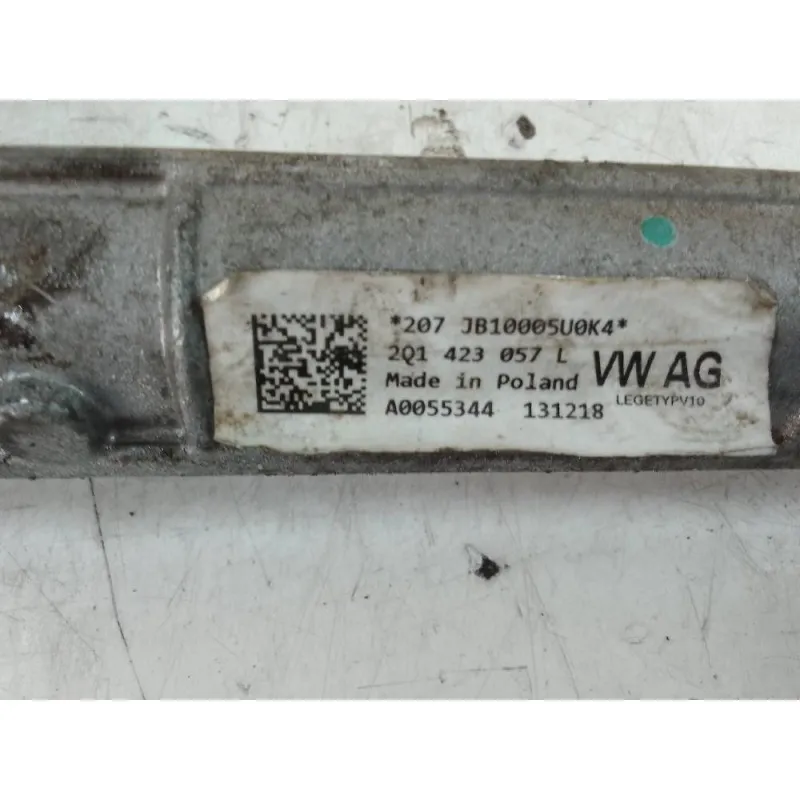 *207 JB10005U0K4*
2Q1 423 057 L
Made in Poland
A0055344 131218
VW AG
LEGETYPV10